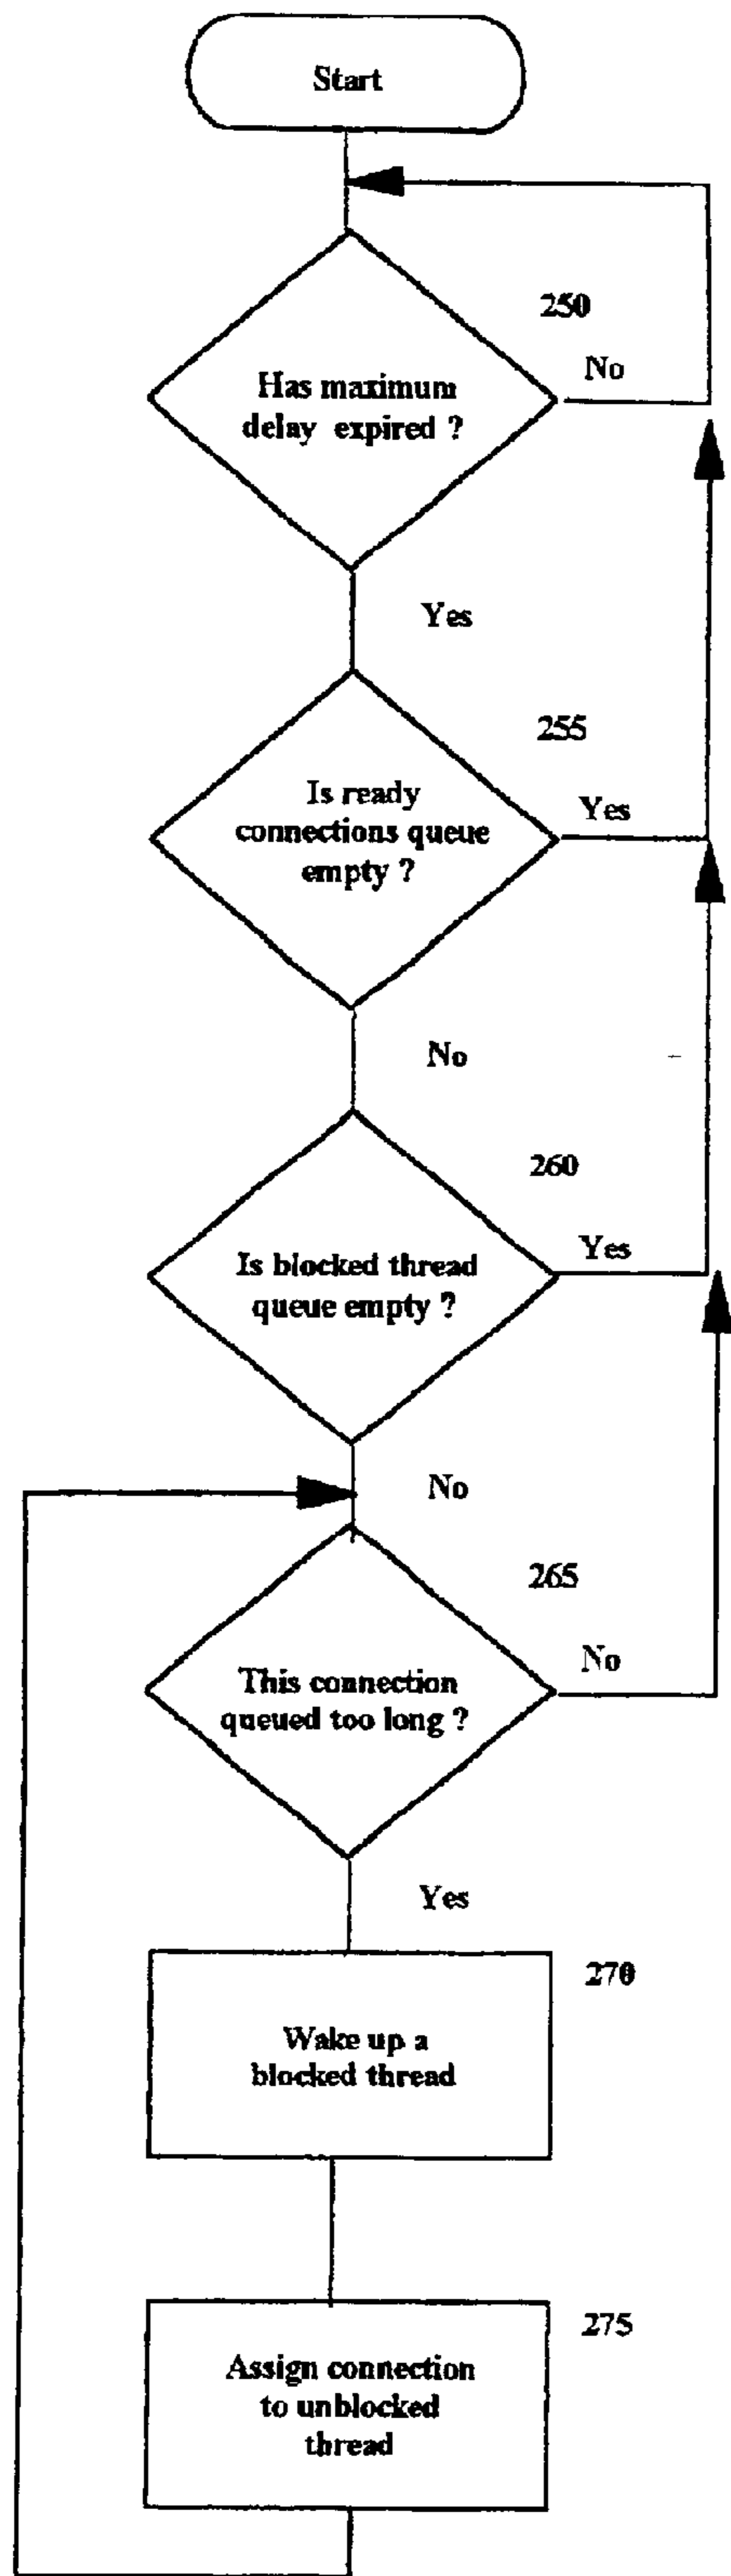 Start
250
Has maximum
delay expired ?
No
Yes
255
Is ready
connections queue
empty ?
Yes
No
260
Is blocked thread
queue empty ?
Yes
No
265
This connection
queued too long ?
No
Yes
270
Wake up a
blocked thread
275
Assign connection
to unblocked
thread